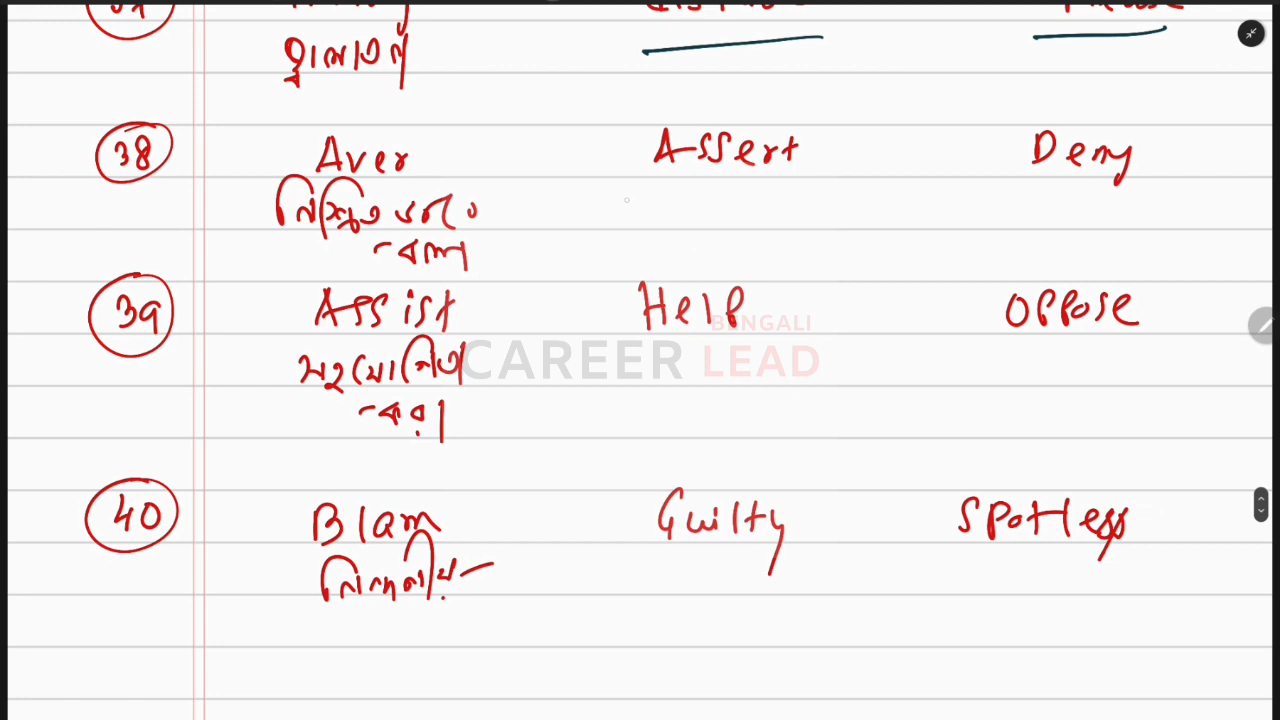 38 Aver Assert Deny
নিশ্চিত ভাবে
বলা
39 Assist Help Oppose
সহযোগিতা
করা
BENGALI
CAREER LEAD
40 Blam Guilty Spotless
নিন্দনীয়